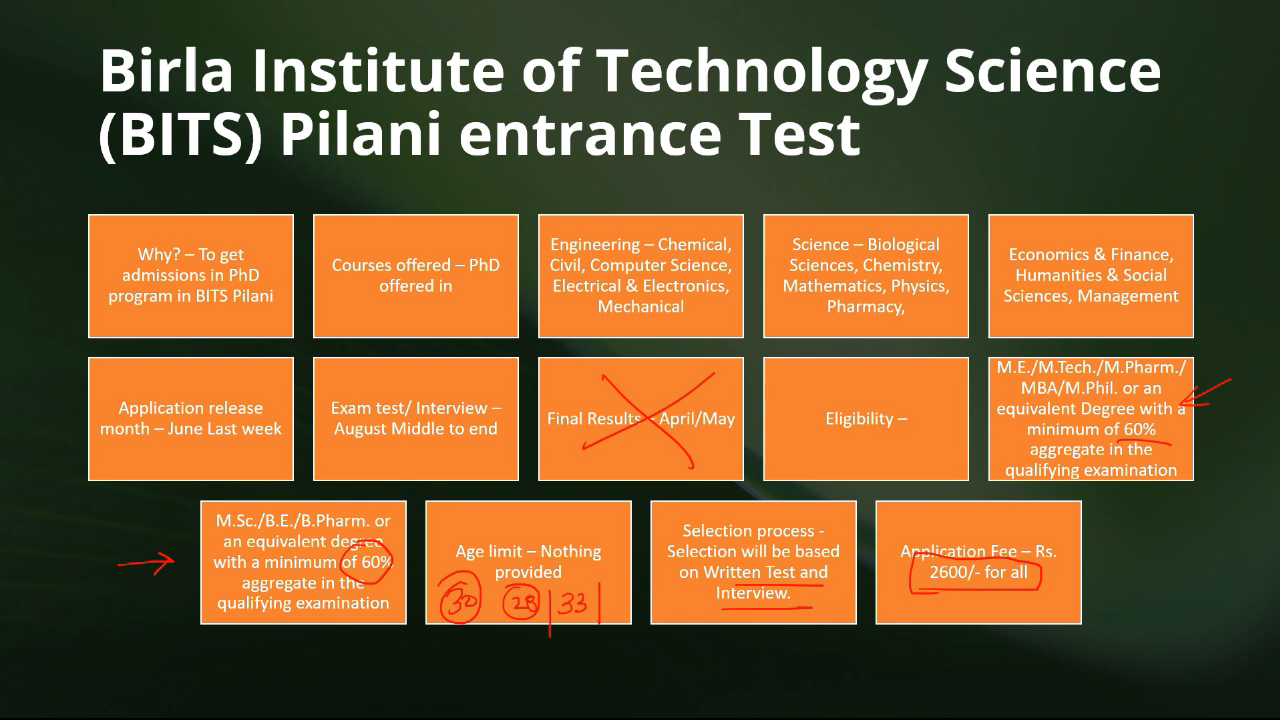 Birla Institute of Technology Science
(BITS) Pilani entrance Test
Why? – To get
admissions in PhD
program in BITS Pilani
Courses offered – PhD
offered in
Engineering – Chemical,
Civil, Computer Science,
Electrical & Electronics,
Mechanical
Science – Biological
Sciences, Chemistry,
Mathematics, Physics,
Pharmacy,
Economics & Finance,
Humanities & Social
Sciences, Management
Application release
month – June Last week
Exam test/ Interview –
August Middle to end
Final Results – April/May
Eligibility –
M.E./M.Tech./M.Pharm./
MBA/M.Phil. or an
equivalent Degree with a
minimum of 60%
aggregate in the
qualifying examination
M.Sc./B.E./B.Pharm. or
an equivalent degree
with a minimum of 60%
aggregate in the
qualifying examination
Age limit – Nothing
provided
30 28 33
Selection process -
Selection will be based
on Written Test and
Interview.
Application Fee – Rs.
2600/- for all